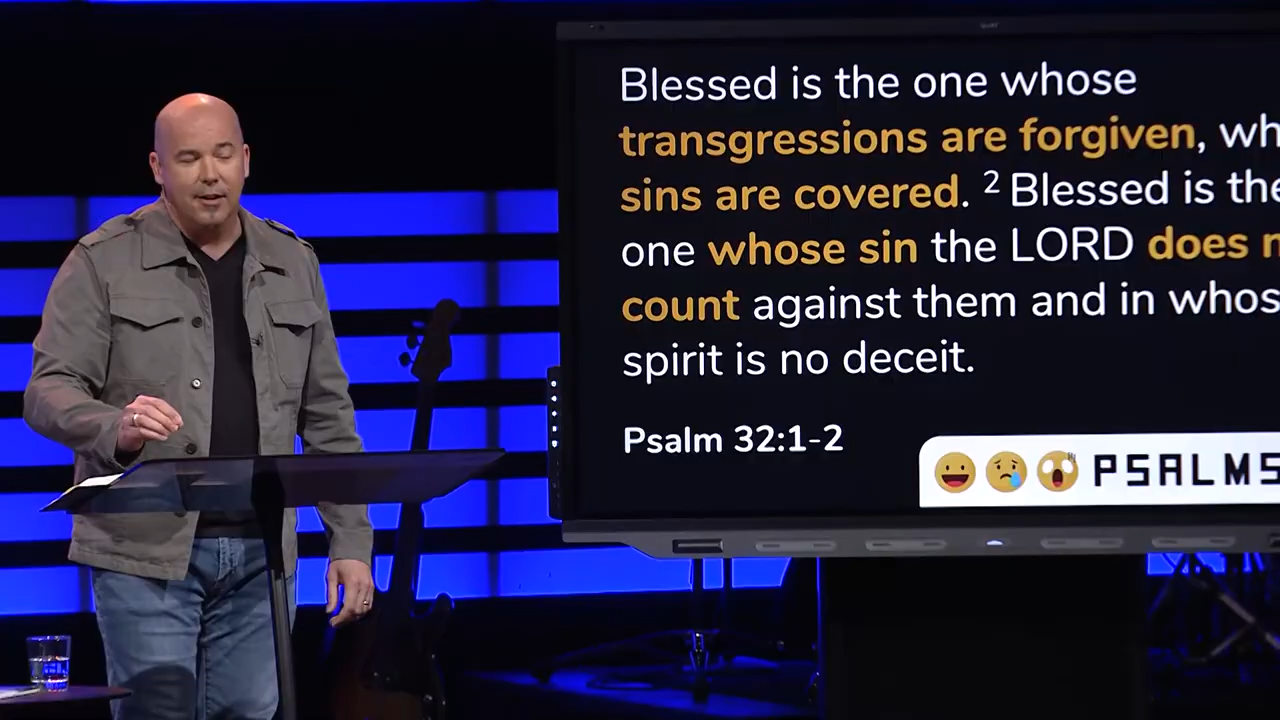 Blessed is the one whose
transgressions are forgiven, wh
sins are covered. 2 Blessed is the
one whose sin the LORD does n
count against them and in whos
spirit is no deceit.
Psalm 32:1-2
PSALMS